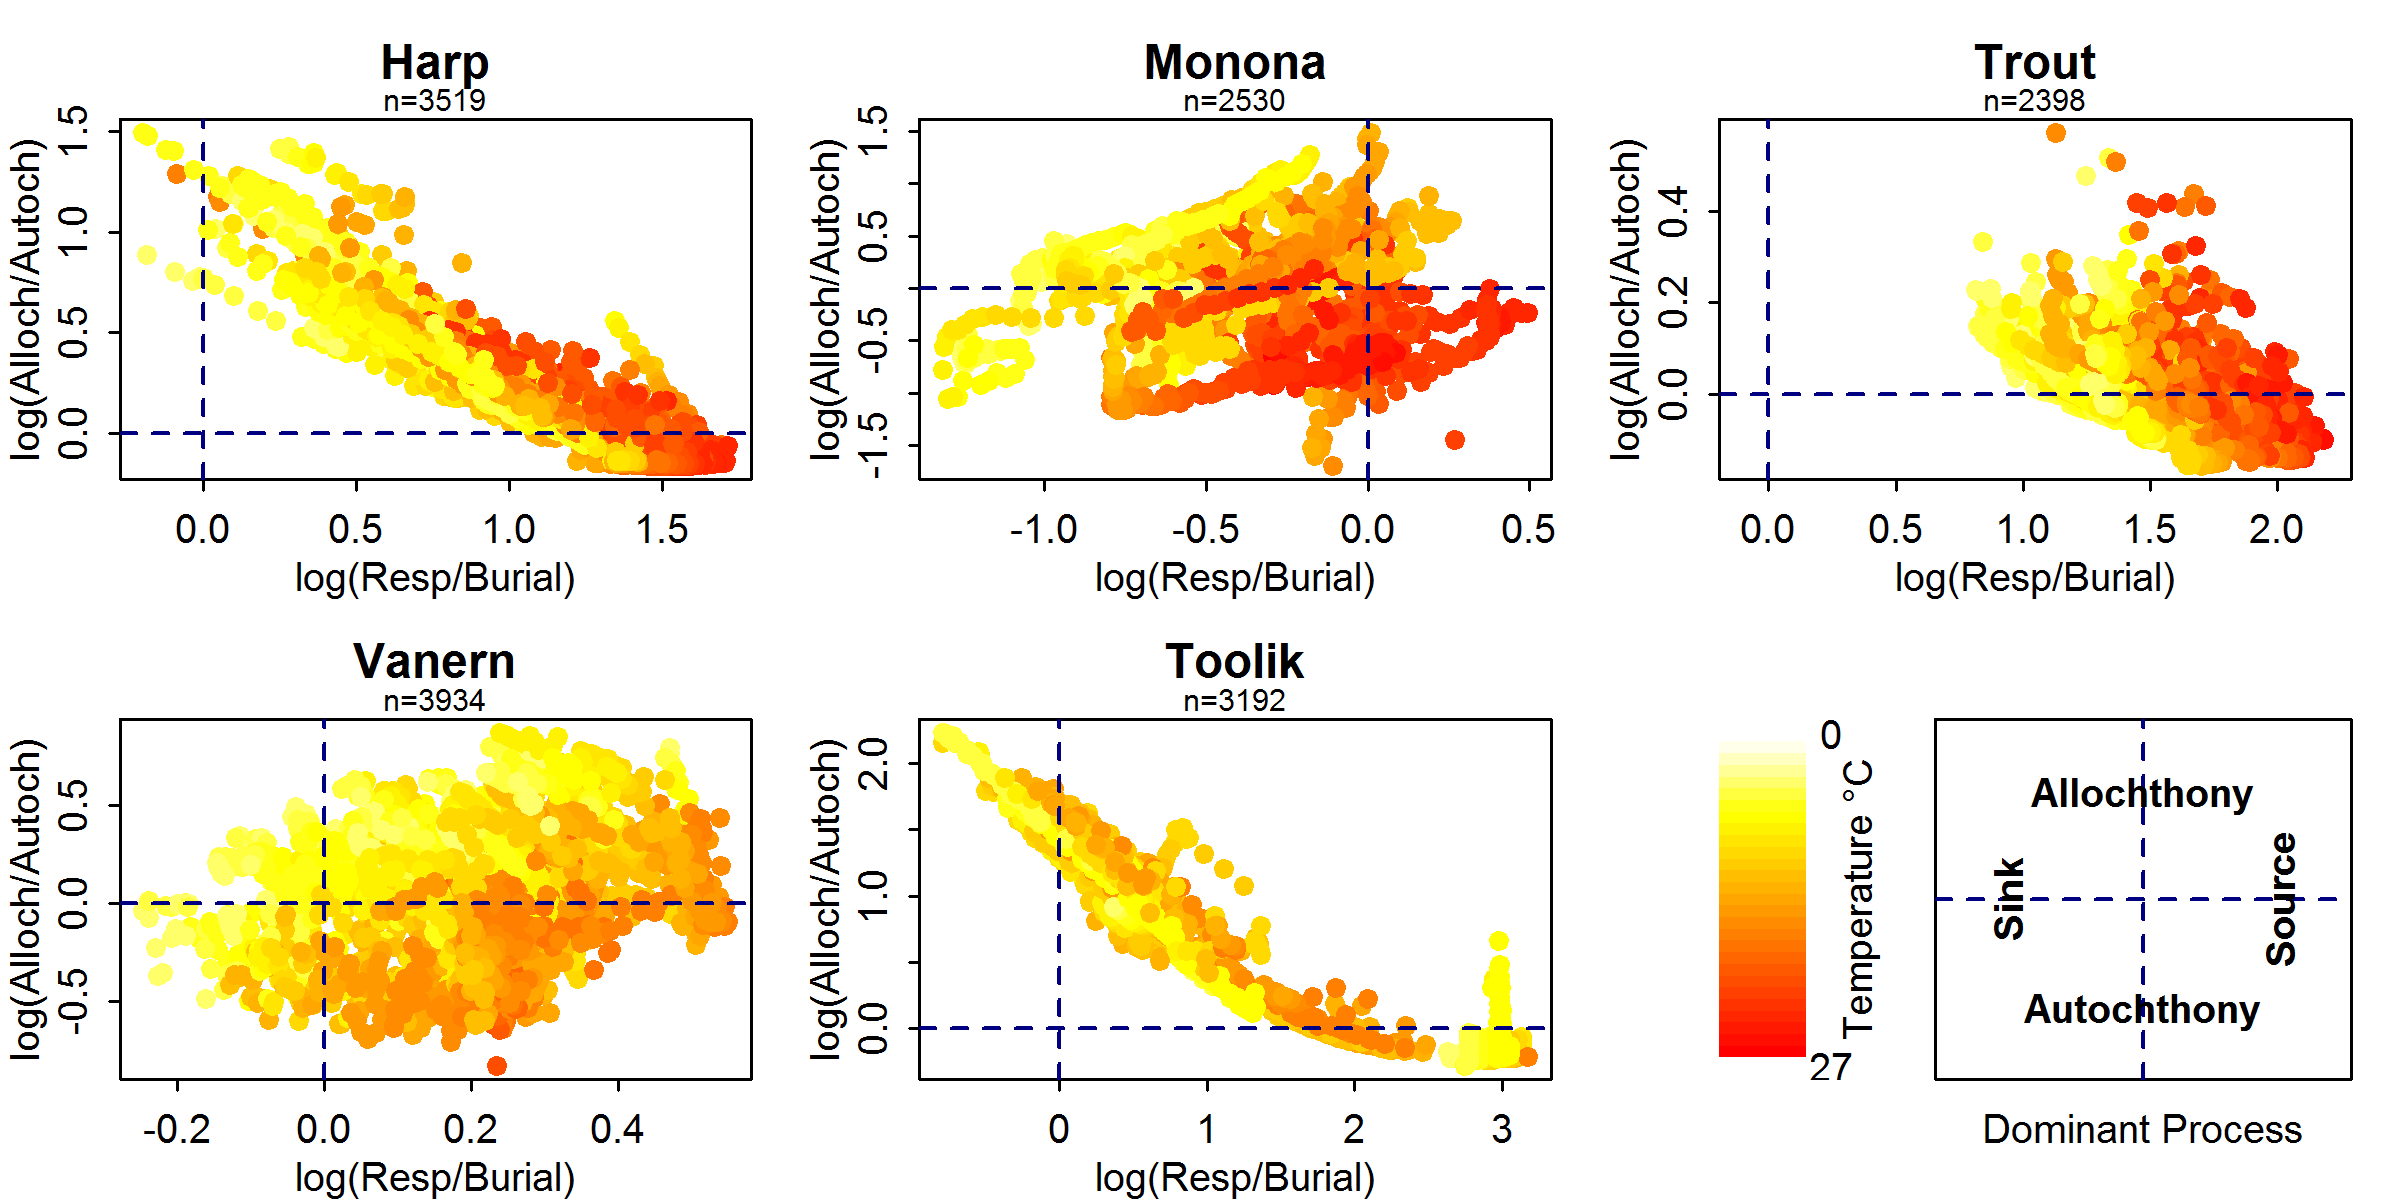 Harp
n=3519
1.5
1.0
0.5
0.0
log(Alloch/Autoch)
0.0 0.5 1.0 1.5
log(Resp/Burial)
Monona
n=2530
1.5
0.5
-0.5
-1.5
log(Alloch/Autoch)
-1.0 -0.5 0.0 0.5
log(Resp/Burial)
Trout
n=2398
0.4
0.2
0.0
log(Alloch/Autoch)
0.0 0.5 1.0 1.5 2.0
log(Resp/Burial)
Vanern
n=3934
0.5
0.0
-0.5
log(Alloch/Autoch)
-0.2 0.0 0.2 0.4
log(Resp/Burial)
Toolik
n=3192
2.0
1.0
0.0
log(Alloch/Autoch)
0 1 2 3
log(Resp/Burial)
0
Temperature °C
27
Allochthony
Sink
Source
Autochthony
Dominant Process